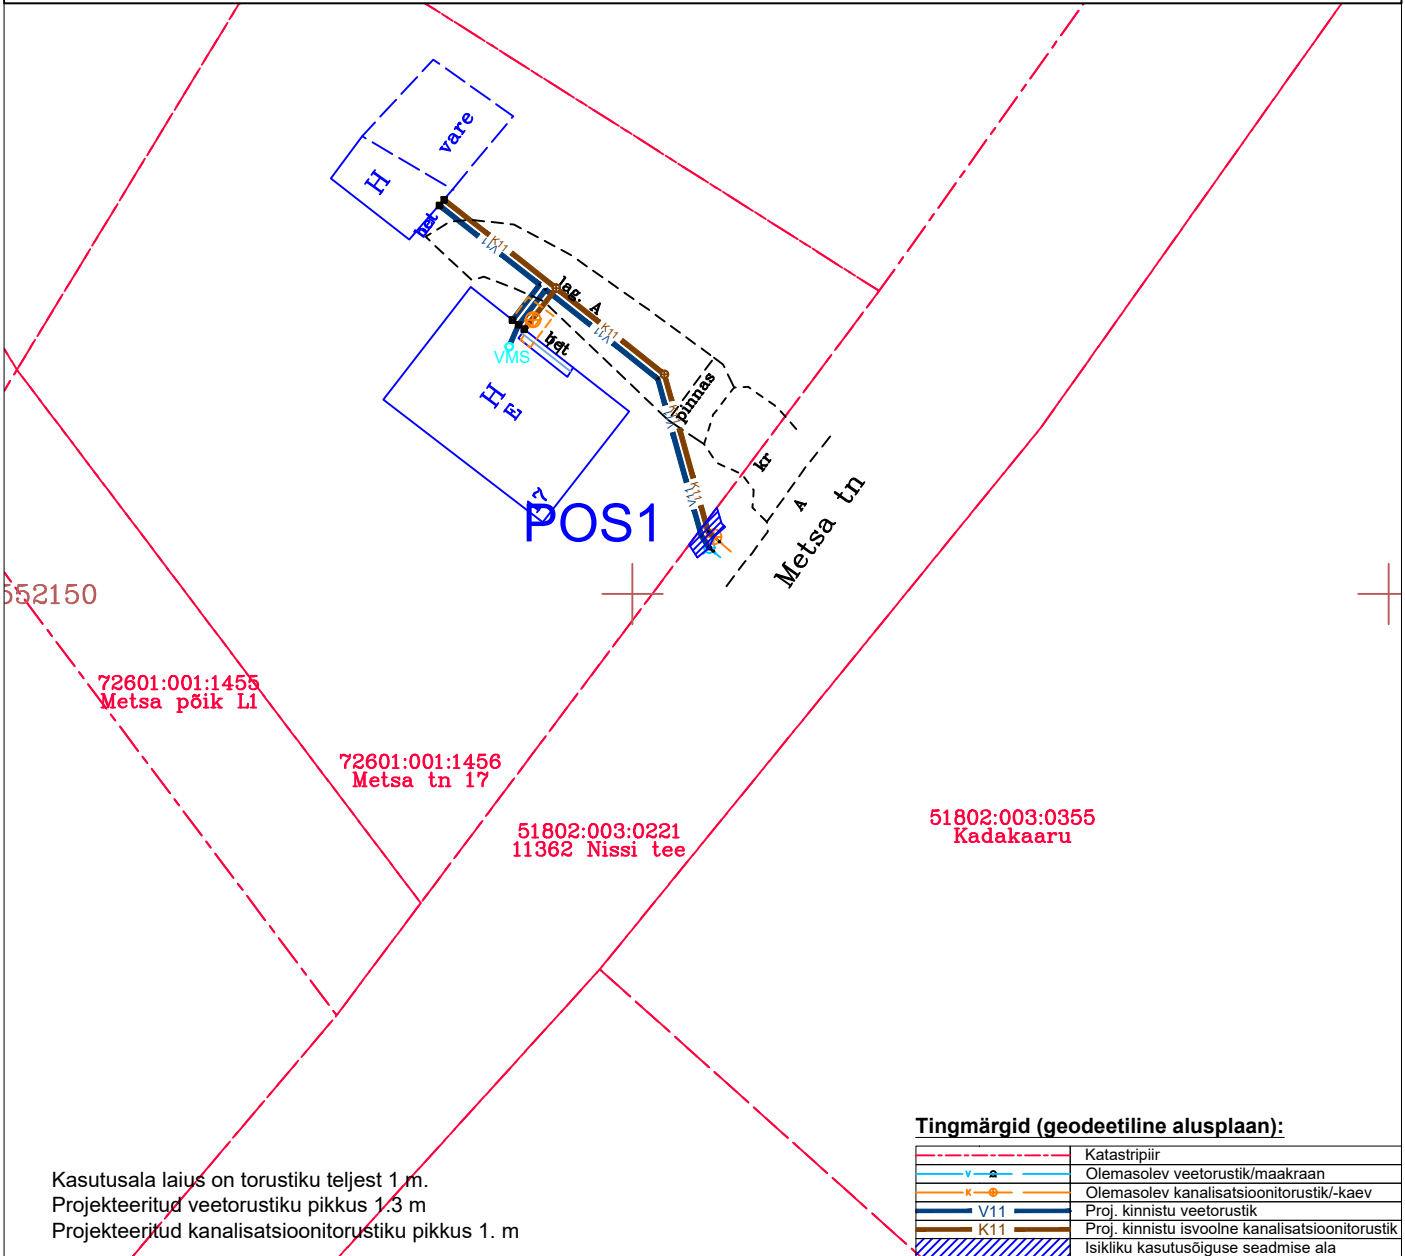 vare
H
bet
K11
V11
lag. A
K11
V11
bet
VMS
pinnas
H
E
17
kr
K11
V11
A
POS1
Metsa tn
552150
72601:001:1455
Metsa põik L1
72601:001:1456
Metsa tn 17
51802:003:0221
11362 Nissi tee
51802:003:0355
Kadakaaru
Tingmärgid (geodeetiline alusplaan):
Katastripiir
V Olemasolev veetorustik/maakraan
K Olemasolev kanalisatsioonitorustik/-kaev
V11 Proj. kinnistu veetorustik
K11 Proj. kinnistu isvoolne kanalisatsioonitorustik
Isikliku kasutusõiguse seadmise ala
Kasutusala laius on torustiku teljest 1 m.
Projekteeritud veetorustiku pikkus 1.3 m
Projekteeritud kanalisatsioonitorustiku pikkus 1. m